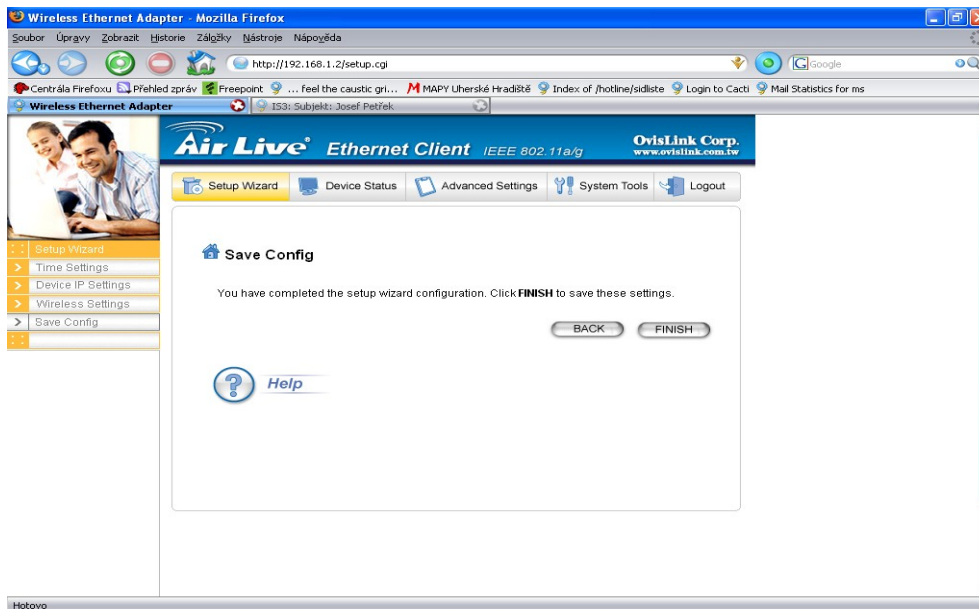 Wireless Ethernet Adapter - Mozilla Firefox
Soubor Úpravy Zobrazit Historie Záložky Nástroje Nápověda
http://192.168.1.2/setup.cgi
Google
Centrála Firefoxu Přehled zpráv Freepoint ... feel the caustic gri... MAPY Uherské Hradiště Index of /hotline/sidliste Login to Cacti Mail Statistics for ms
Wireless Ethernet Adapter IS3: Subjekt: Josef Petřek
Air Live® Ethernet Client IEEE 802.11a/g
OvisLink Corp.
www.ovislink.com.tw
Setup Wizard Device Status Advanced Settings System Tools Logout
Setup Wizard
Time Settings
Device IP Settings
Wireless Settings
Save Config
Save Config
You have completed the setup wizard configuration. Click FINISH to save these settings.
BACK FINISH
Help
Hotovo